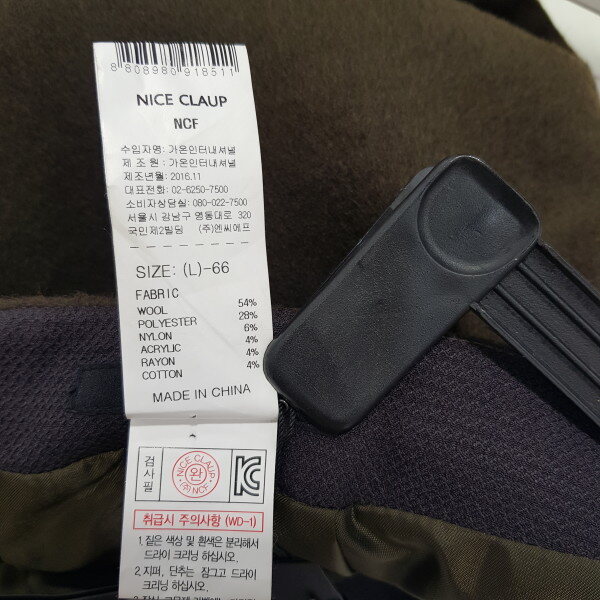 8 808980 918511
NICE CLAUP
NCF
수입자명: 가온인터내셔널
제 조 원 : 가온인터내셔널
제조년월: 2016.11
대표전화: 02-6250-7500
소비자상담실: 080-022-7500
서울시 강남구 영동대로 320
국민제2빌딩 (주)엔씨에프
SIZE: (L)-66
FABRIC
WOOL 54%
POLYESTER 28%
NYLON 6%
ACRYLIC 4%
RAYON 4%
COTTON 4%
MADE IN CHINA
검사필
NICE CLAUP
완
(주) NCF
KC
취급시 주의사항 (WD-1)
1. 짙은 색상 및 흰색은 분리해서
드라이 크리닝 하십시오.
2. 지퍼, 단추는 잠그고 드라이
크리닝 하십시오.